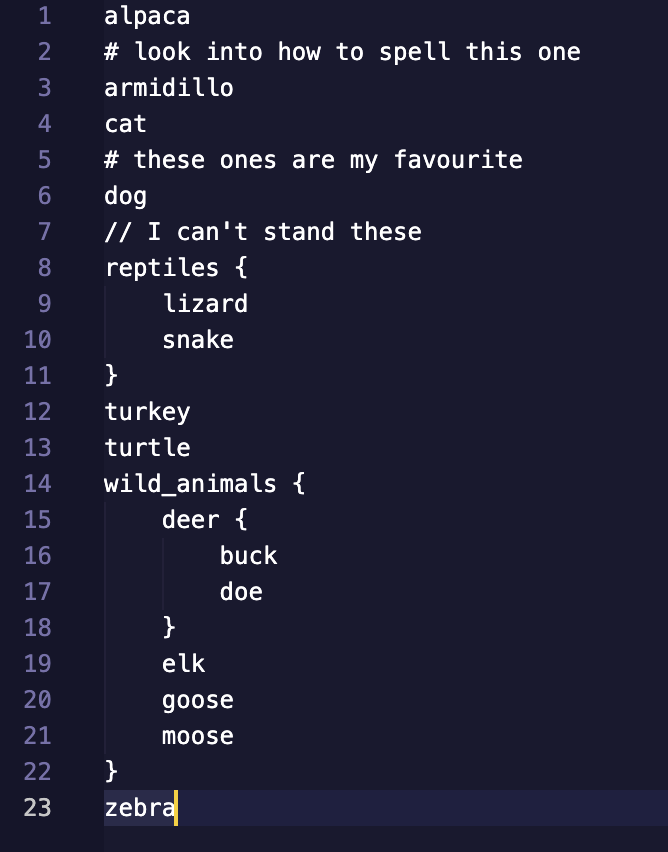 1 alpaca
2 # look into how to spell this one
3 armidillo
4 cat
5 # these ones are my favourite
6 dog
7 // I can't stand these
8 reptiles {
9     lizard
10     snake
11 }
12 turkey
13 turtle
14 wild_animals {
15     deer {
16         buck
17         doe
18     }
19     elk
20     goose
21     moose
22 }
23 zebra